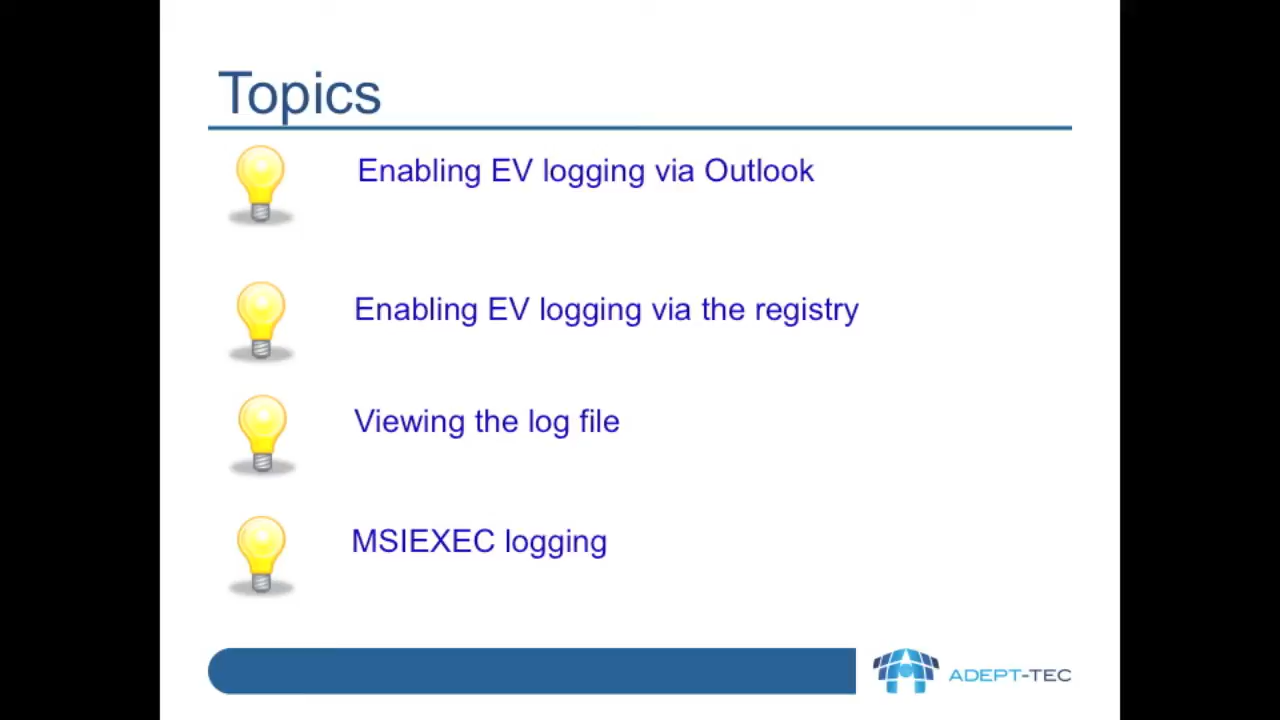 Topics
Enabling EV logging via Outlook
Enabling EV logging via the registry
Viewing the log file
MSIEXEC logging
ADEPT-TEC